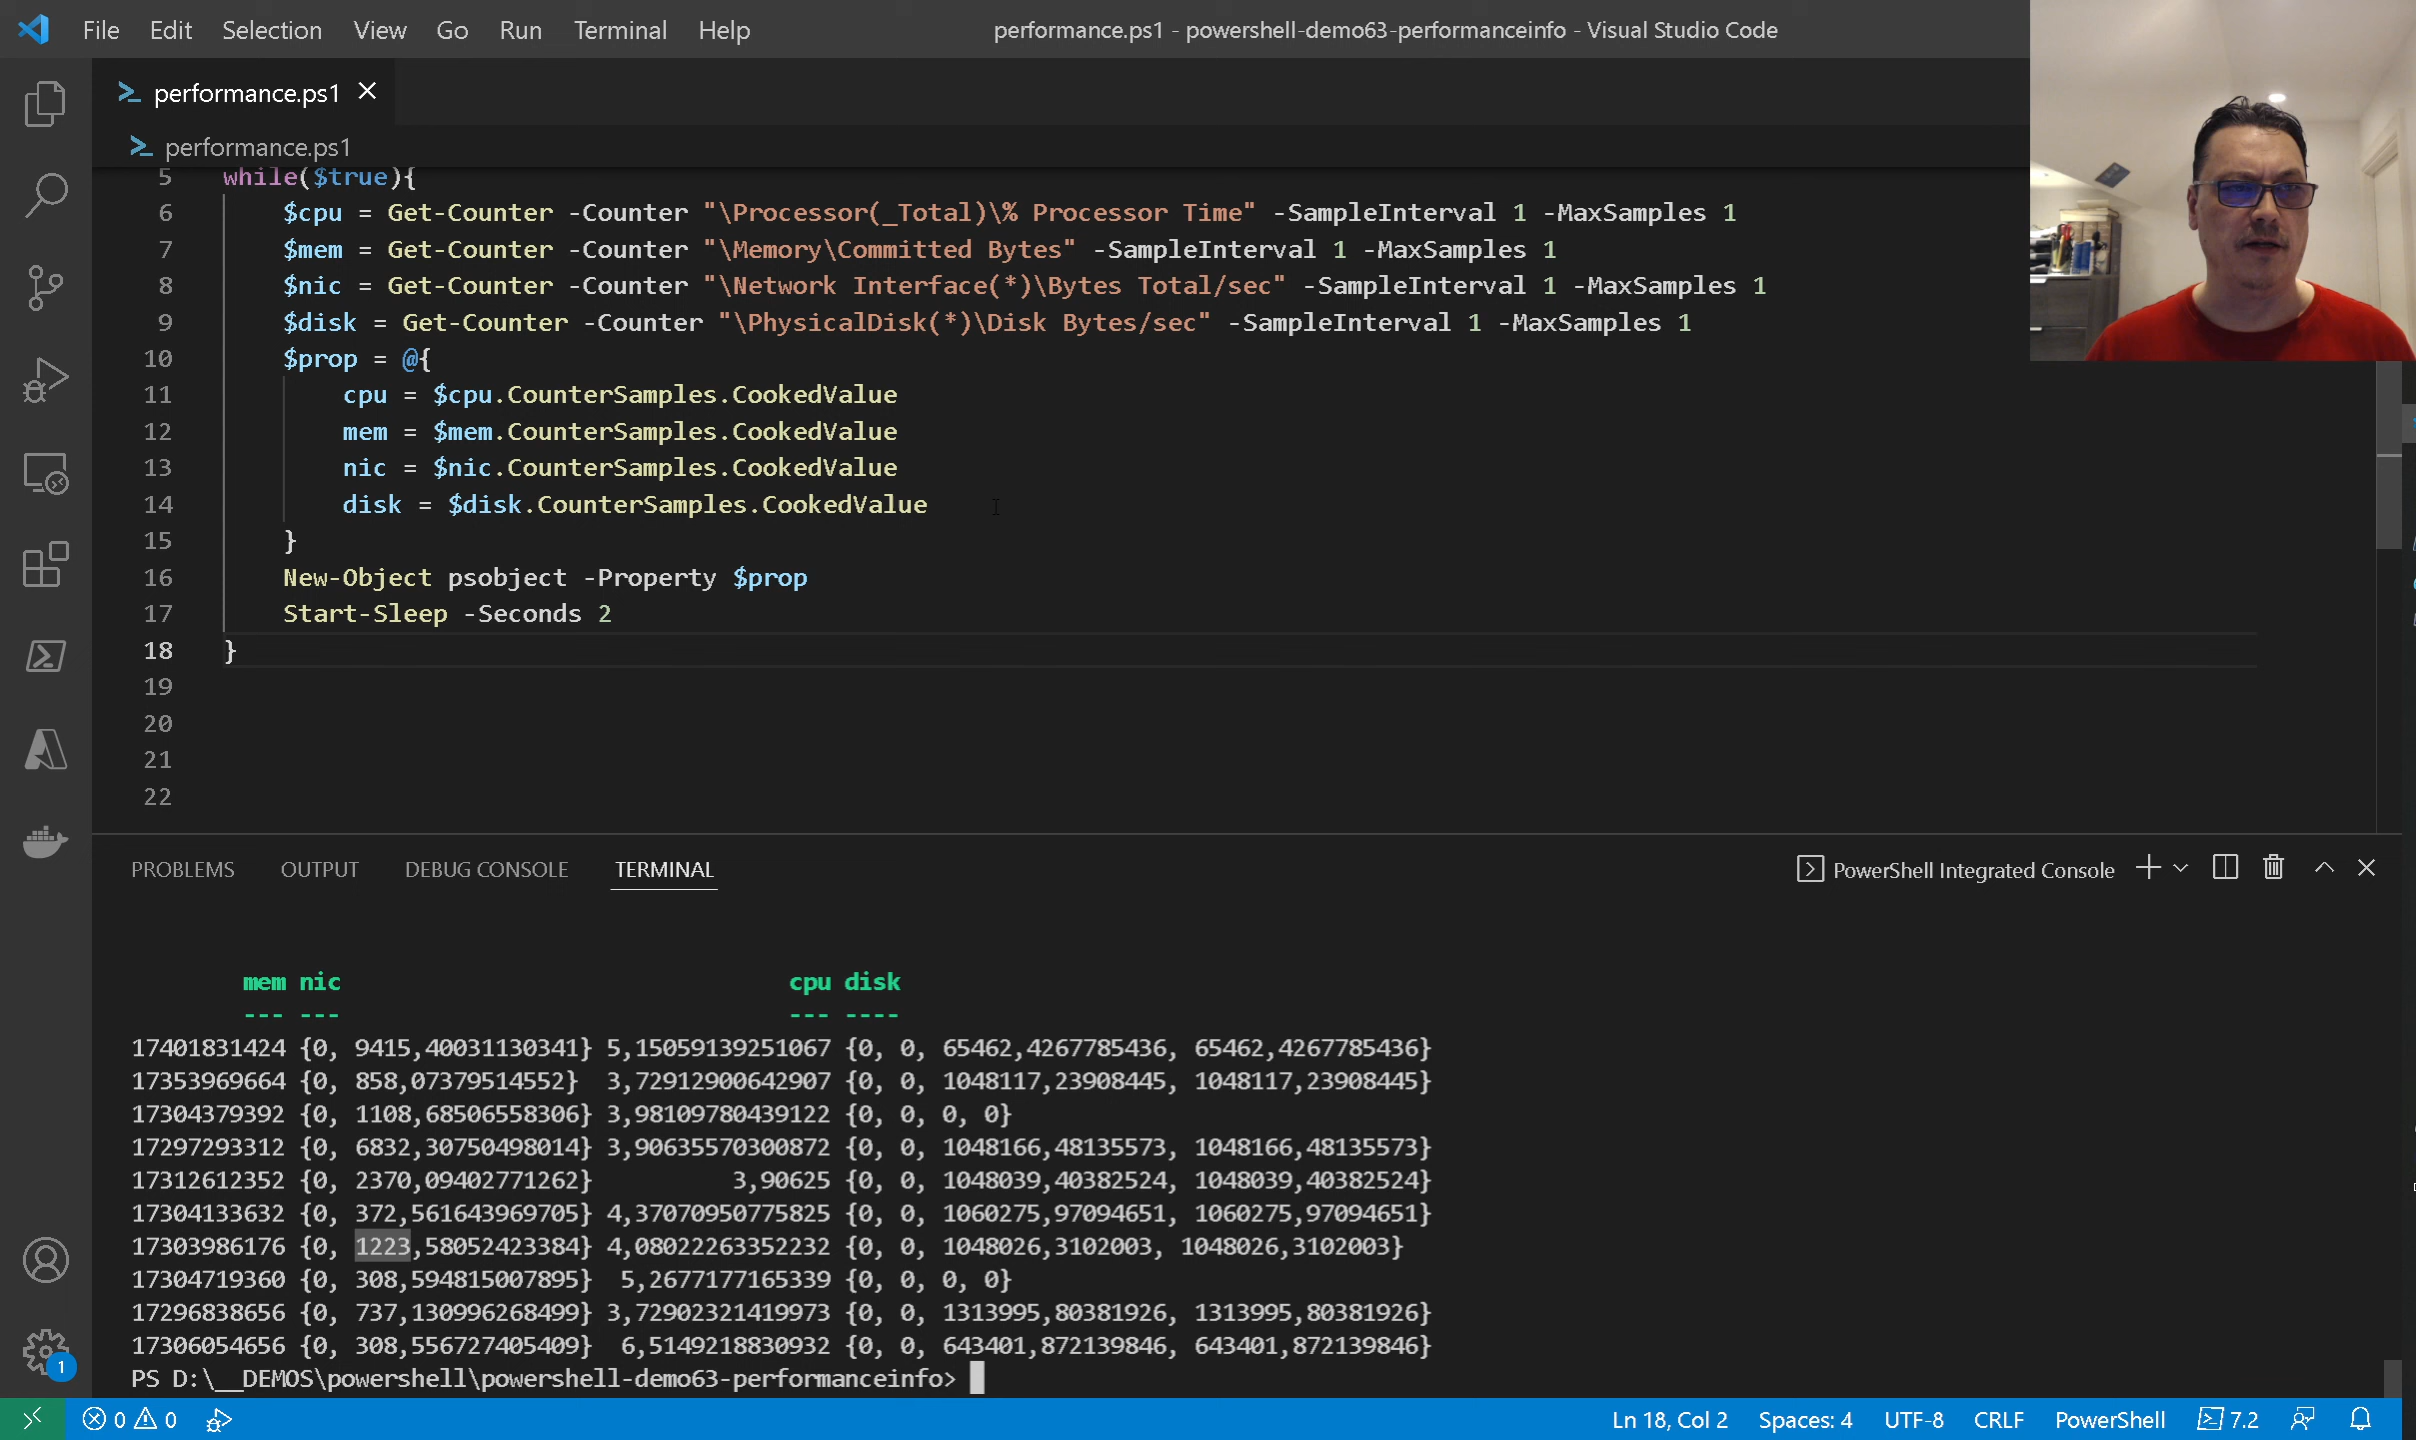 File Edit Selection View Go Run Terminal Help performance.ps1 - powershell-demo63-performanceinfo - Visual Studio Code
performance.ps1
performance.ps1
5 while($true){
6 $cpu = Get-Counter -Counter "\Processor(_Total)\% Processor Time" -SampleInterval 1 -MaxSamples 1
7 $mem = Get-Counter -Counter "\Memory\Committed Bytes" -SampleInterval 1 -MaxSamples 1
8 $nic = Get-Counter -Counter "\Network Interface(*)\Bytes Total/sec" -SampleInterval 1 -MaxSamples 1
9 $disk = Get-Counter -Counter "\PhysicalDisk(*)\Disk Bytes/sec" -SampleInterval 1 -MaxSamples 1
10 $prop = @{
11 cpu = $cpu.CounterSamples.CookedValue
12 mem = $mem.CounterSamples.CookedValue
13 nic = $nic.CounterSamples.CookedValue
14 disk = $disk.CounterSamples.CookedValue
15 }
16 New-Object psobject -Property $prop
17 Start-Sleep -Seconds 2
18 }
19
20
21
22
PROBLEMS OUTPUT DEBUG CONSOLE TERMINAL PowerShell Integrated Console
mem nic cpu disk
--- --- --- ----
17401831424 {0, 9415,40031130341} 5,15059139251067 {0, 0, 65462,4267785436, 65462,4267785436}
17353969664 {0, 858,07379514552} 3,72912900642907 {0, 0, 1048117,23908445, 1048117,23908445}
17304379392 {0, 1108,68506558306} 3,98109780439122 {0, 0, 0, 0}
17297293312 {0, 6832,30750498014} 3,90635570300872 {0, 0, 1048166,48135573, 1048166,48135573}
17312612352 {0, 2370,09402771262} 3,90625 {0, 0, 1048039,40382524, 1048039,40382524}
17304133632 {0, 372,561643969705} 4,37070950775825 {0, 0, 1060275,97094651, 1060275,97094651}
17303986176 {0, 1223,58052423384} 4,08022263352232 {0, 0, 1048026,3102003, 1048026,3102003}
17304719360 {0, 308,594815007895} 5,2677177165339 {0, 0, 0, 0}
17296838656 {0, 737,130996268499} 3,72902321419973 {0, 0, 1313995,80381926, 1313995,80381926}
17306054656 {0, 308,556727405409} 6,5149218830932 {0, 0, 643401,872139846, 643401,872139846}
PS D:\__DEMOS\powershell\powershell-demo63-performanceinfo>
1
0 0 Ln 18, Col 2 Spaces: 4 UTF-8 CRLF PowerShell 7.2